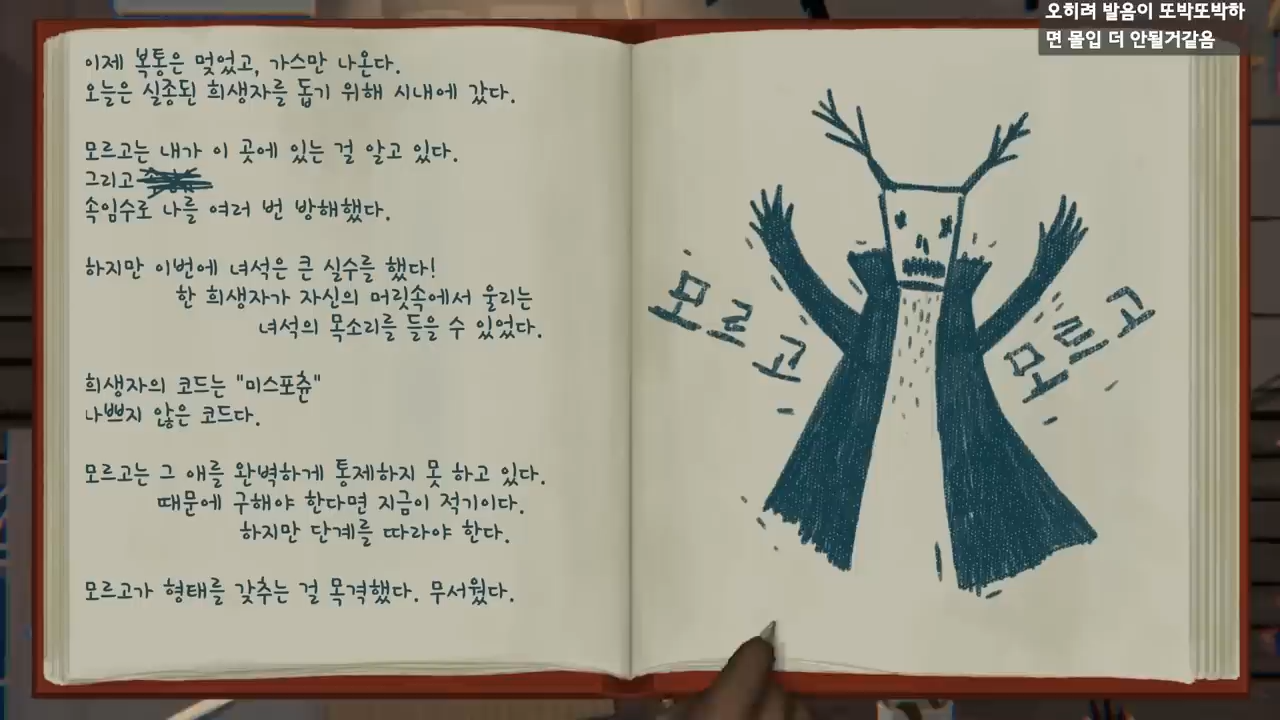 오히려 발음이 또박또박하
면 몰입 더 안될거같음
이제 복통은 멎었고, 가스만 나온다.
오늘은 실종된 희생자를 돕기 위해 시내에 갔다.
모르고는 내가 이 곳에 있는 걸 알고 있다.
그리고
속임수로 나를 여러 번 방해했다.
하지만 이번에 녀석은 큰 실수를 했다!
한 희생자가 자신의 머릿속에서 울리는
녀석의 목소리를 들을 수 있었다.
희생자의 코드는 "미스포츈"
나쁘지 않은 코드다.
모르고는 그 애를 완벽하게 통제하지 못 하고 있다.
때문에 구해야 한다면 지금이 적기이다.
하지만 단계를 따라야 한다.
모르고가 형태를 갖추는 걸 목격했다. 무서웠다.
모르고
모르고